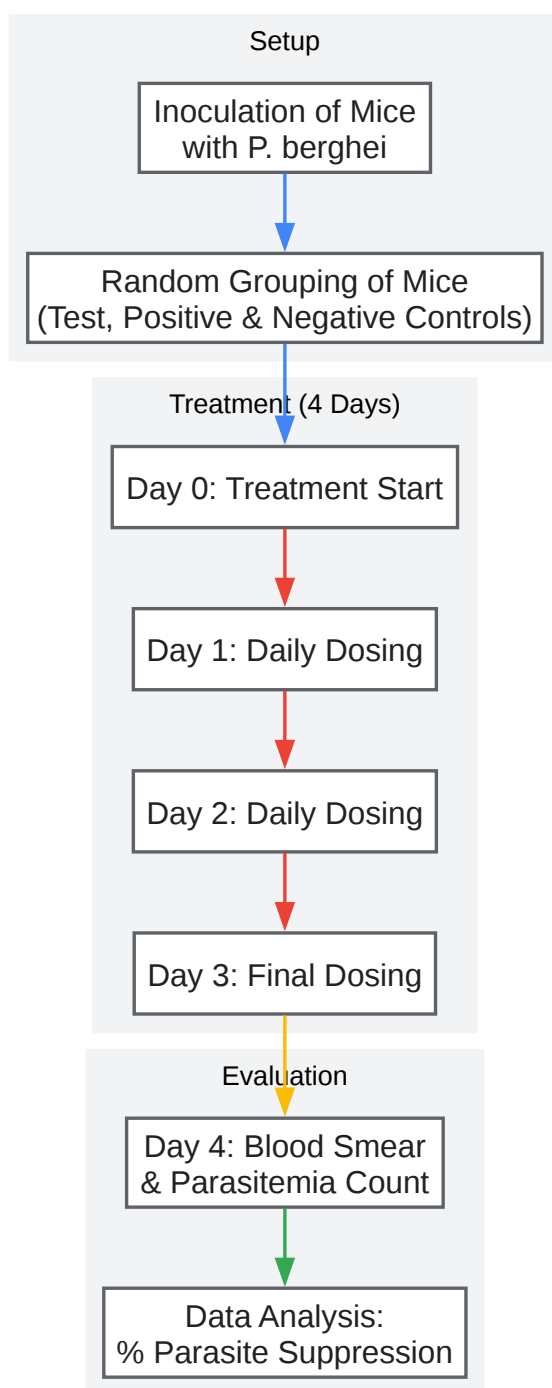 Setup
Inoculation of Mice
with P. berghei
Random Grouping of Mice
(Test, Positive & Negative Controls)
Treatment (4 Days)
Day 0: Treatment Start
Day 1: Daily Dosing
Day 2: Daily Dosing
Day 3: Final Dosing
Evaluation
Day 4: Blood Smear
& Parasitemia Count
Data Analysis:
% Parasite Suppression